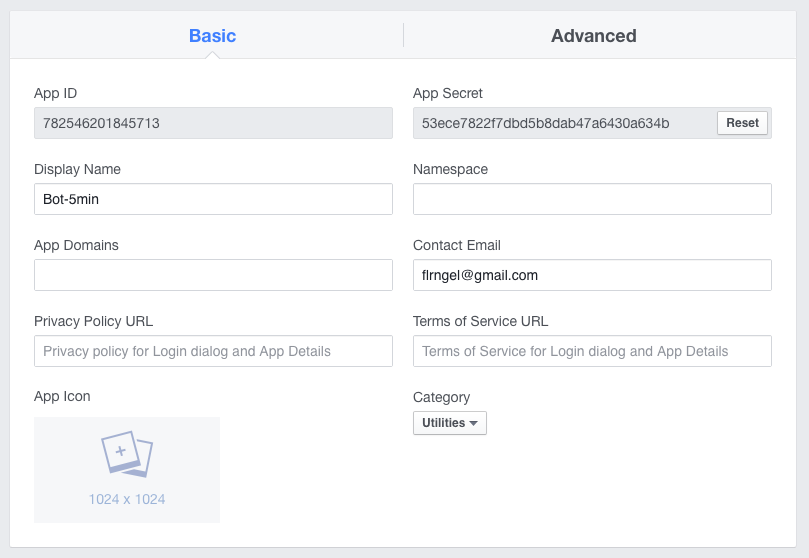 Basic
Advanced
App ID
App Secret
782546201845713
53ece7822f7dbd5b8dab47a6430a634b
Reset
Display Name
Namespace
Bot-5min
App Domains
Contact Email
flrngel@gmail.com
Privacy Policy URL
Terms of Service URL
Privacy policy for Login dialog and App Details
Terms of Service for Login dialog and App Details
App Icon
Category
Utilities
1024 x 1024